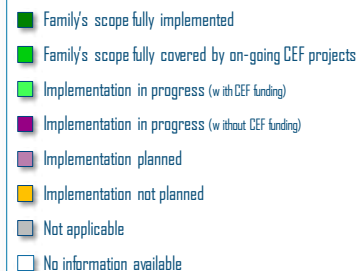 Family's scope fully implemented
Family's scope fully covered by on-going CEF projects
Implementation in progress (with CEF funding)
Implementation in progress (without CEF funding)
Implementation planned
Implementation not planned
Not applicable
No information available